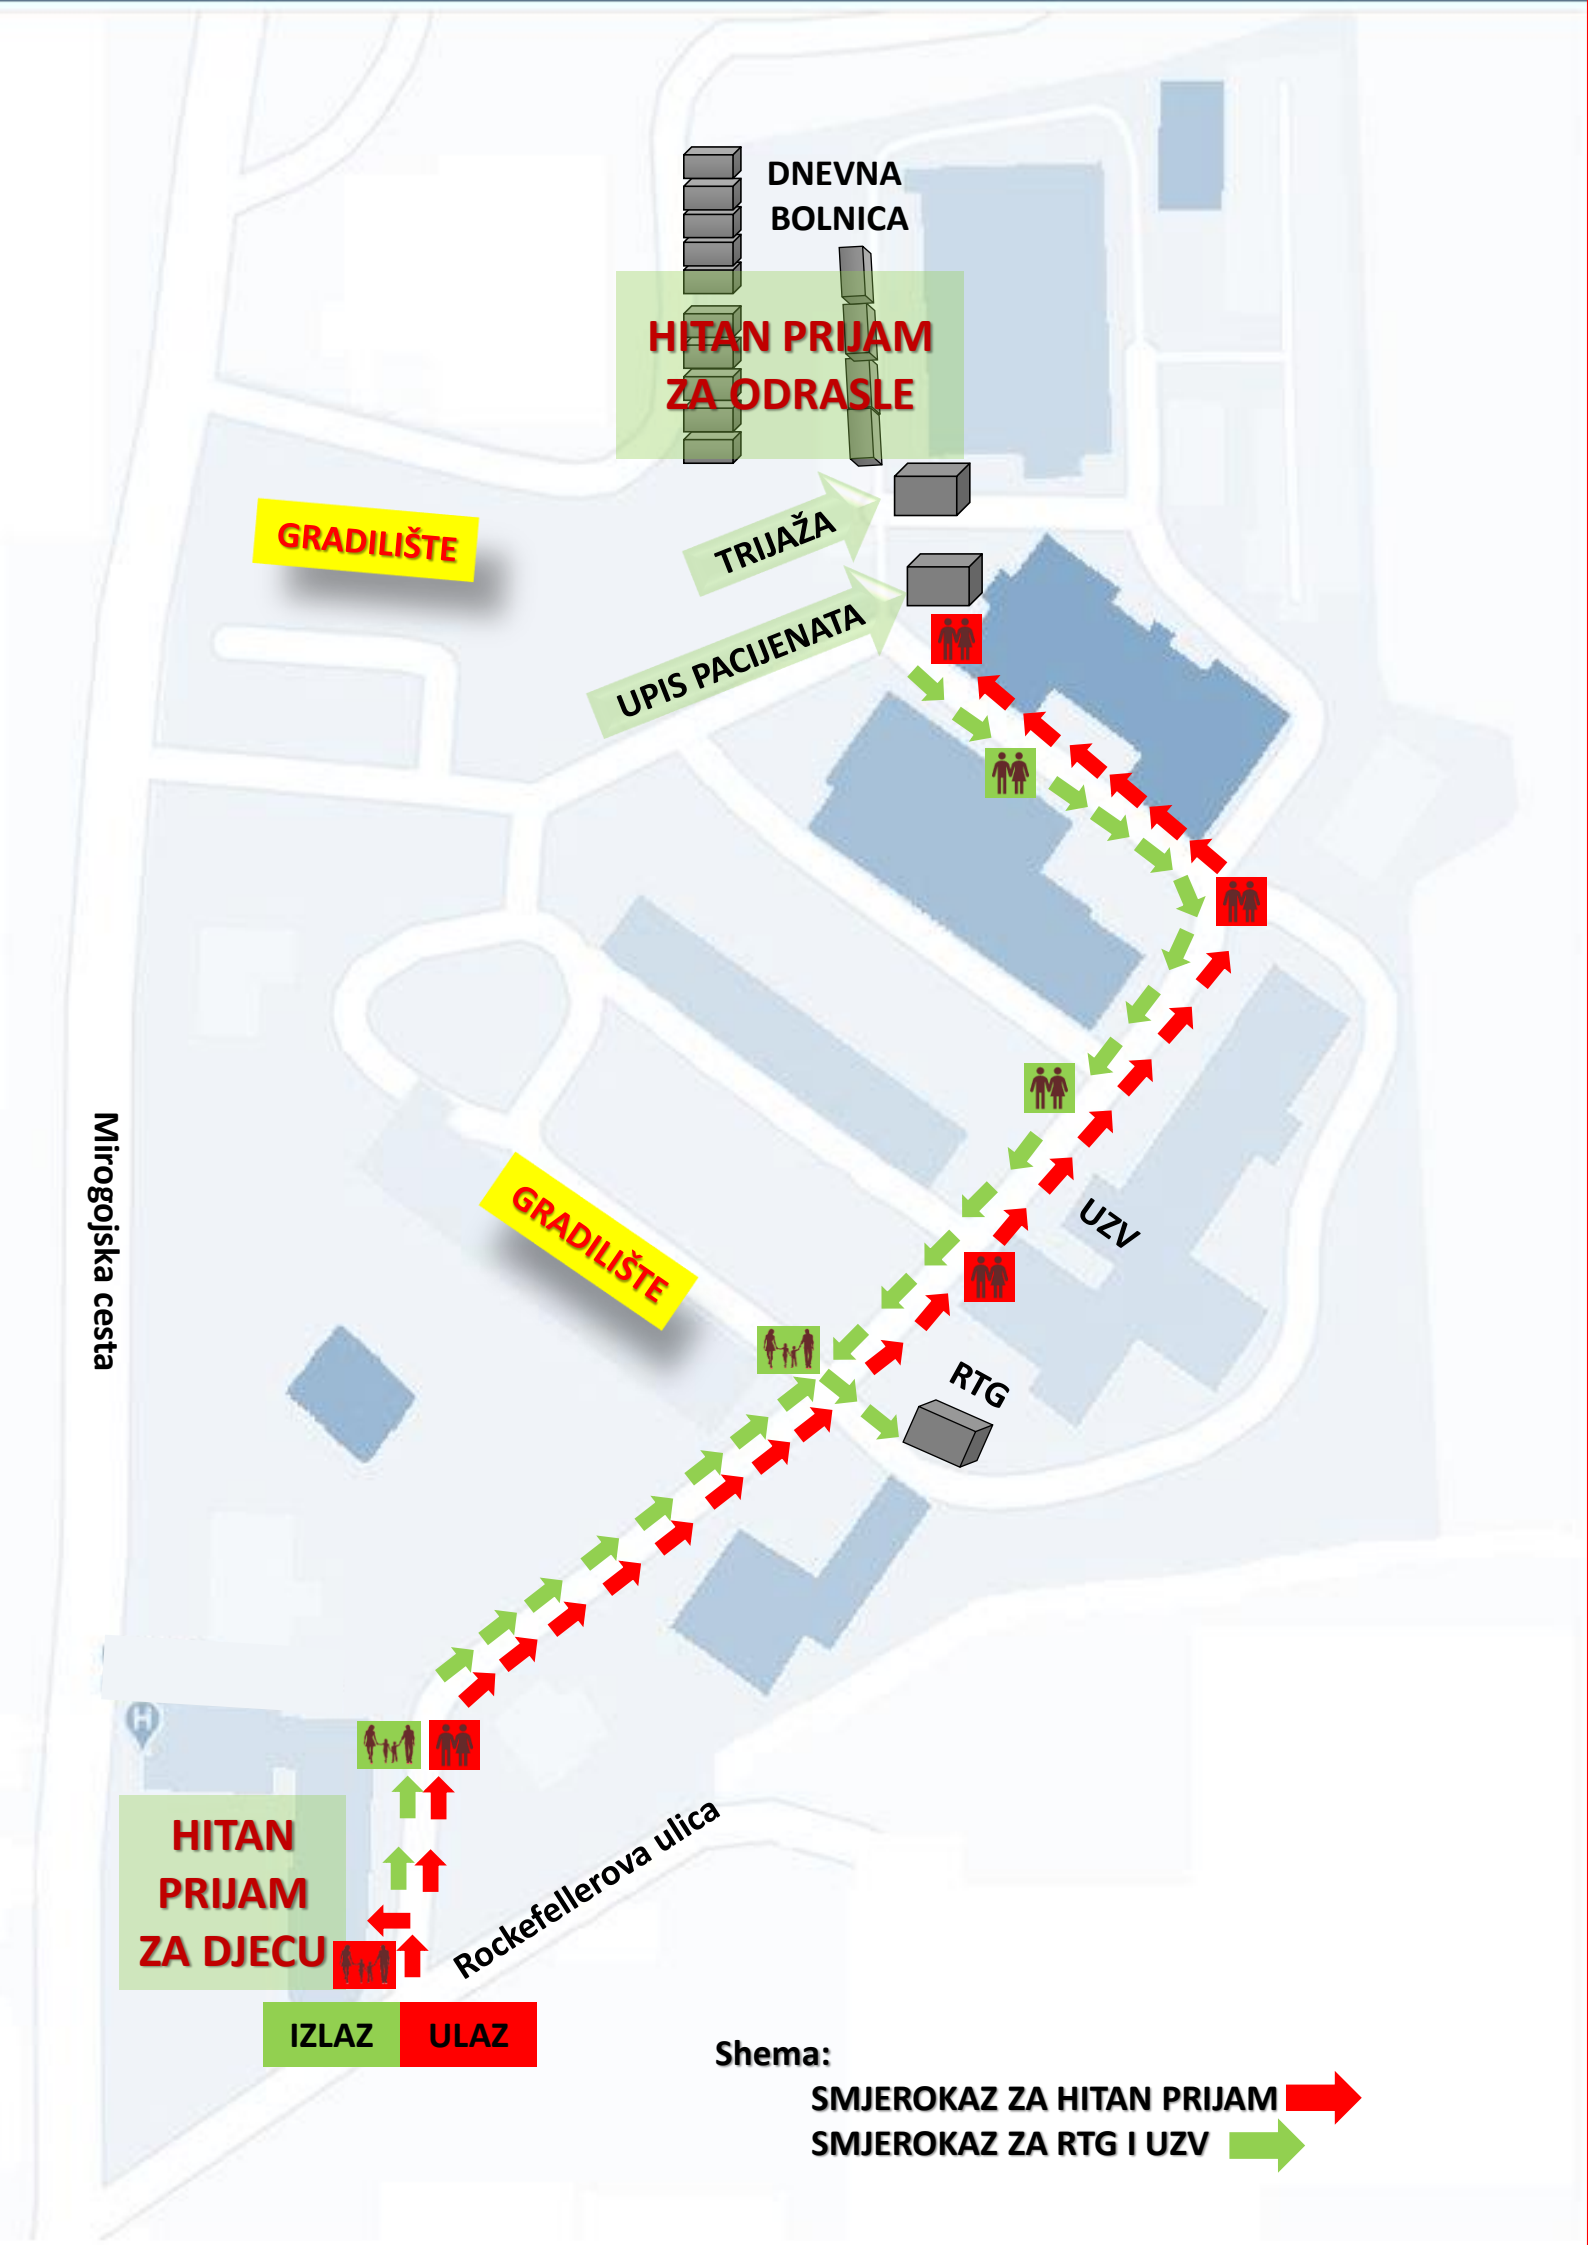 DNEVNA
BOLNICA
HITAN PRIJAM
ZA ODRASLE
GRADILIŠTE
TRIJAŽA
UPIS PACIJENATA
Mirogojska cesta
GRADILIŠTE
UZV
RTG
H
HITAN
PRIJAM
ZA DJECU
Rockefellerova ulica
IZLAZ ULAZ
Shema:
SMJEROKAZ ZA HITAN PRIJAM
SMJEROKAZ ZA RTG I UZV